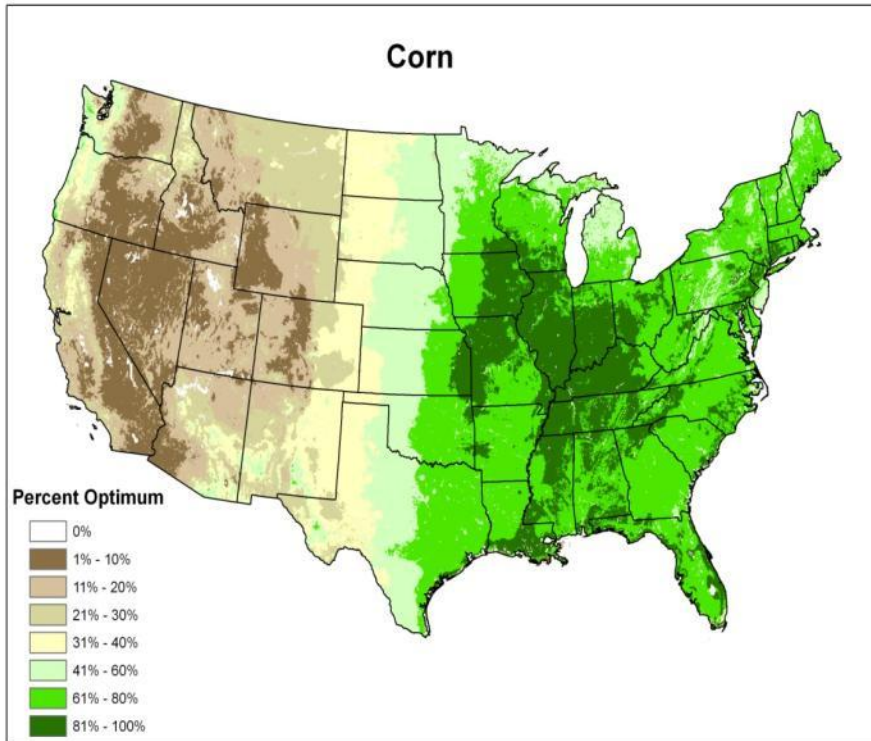 Corn
Percent Optimum
0%
1% - 10%
11% - 20%
21% - 30%
31% - 40%
41% - 60%
61% - 80%
81% - 100%